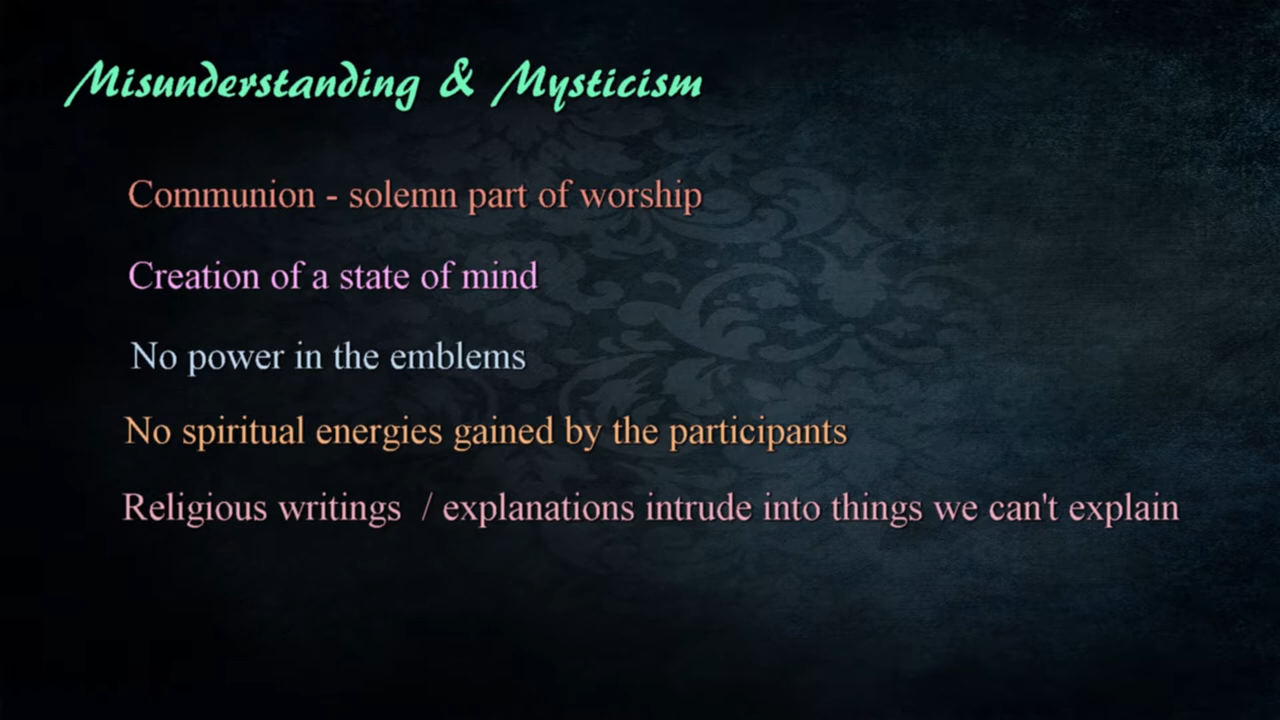 Misunderstanding & Mysticism
Communion - solemn part of worship
Creation of a state of mind
No power in the emblems
No spiritual energies gained by the participants
Religious writings / explanations intrude into things we can't explain